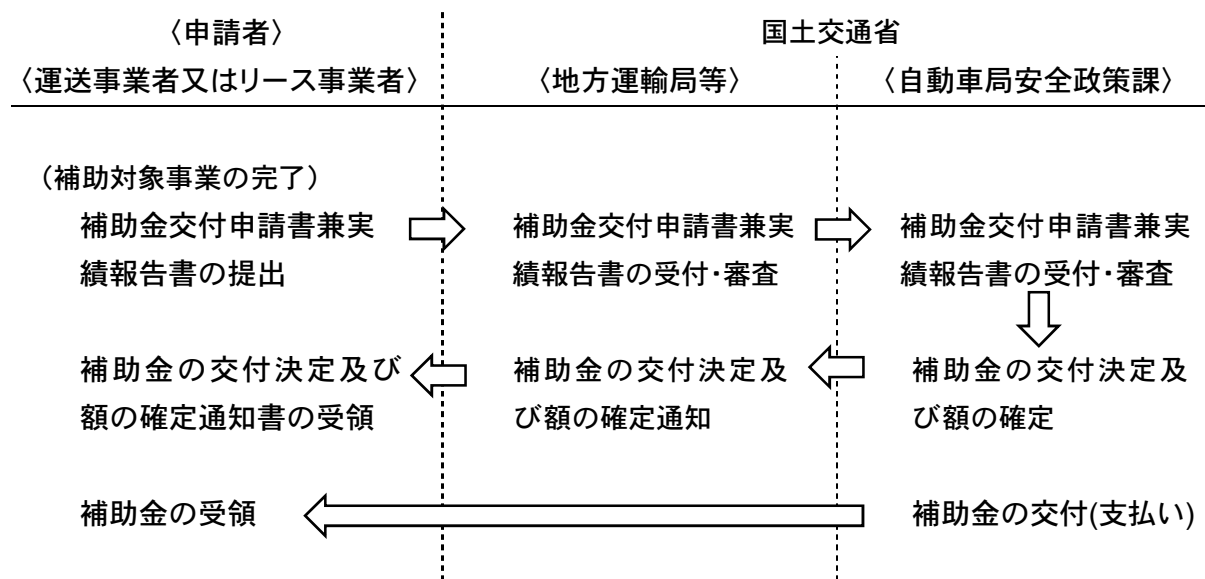 〈申請者〉
国土交通省
〈運送事業者又はリース事業者〉
〈地方運輸局等〉
〈自動車局安全政策課〉
（補助対象事業の完了）
補助金交付申請書兼実
績報告書の提出
補助金交付申請書兼実
績報告書の受付・審査
補助金交付申請書兼実
績報告書の受付・審査
補助金の交付決定及び
額の確定通知書の受領
補助金の交付決定及
び額の確定通知
補助金の交付決定及
び額の確定
補助金の受領
補助金の交付(支払い)